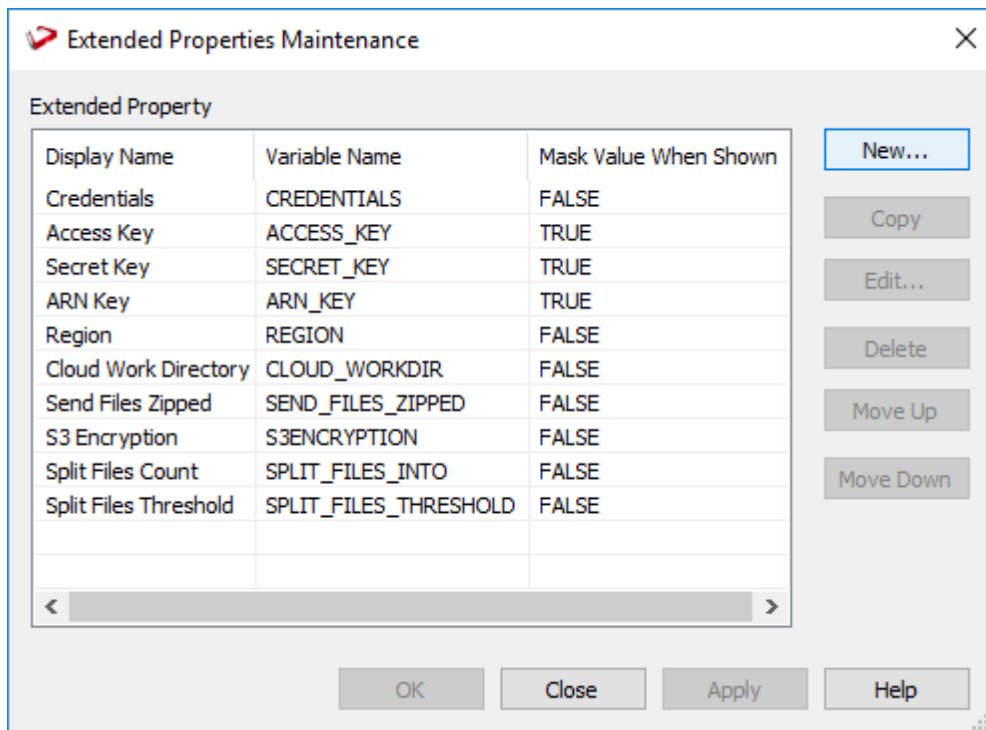 Extended Properties Maintenance
Extended Property
Display Name Variable Name Mask Value When Shown
Credentials CREDENTIALS FALSE
Access Key ACCESS_KEY TRUE
Secret Key SECRET_KEY TRUE
ARN Key ARN_KEY TRUE
Region REGION FALSE
Cloud Work Directory CLOUD_WORKDIR FALSE
Send Files Zipped SEND_FILES_ZIPPED FALSE
S3 Encryption S3ENCRYPTION FALSE
Split Files Count SPLIT_FILES_INTO FALSE
Split Files Threshold SPLIT_FILES_THRESHOLD FALSE
New...
Copy
Edit...
Delete
Move Up
Move Down
OK Close Apply Help